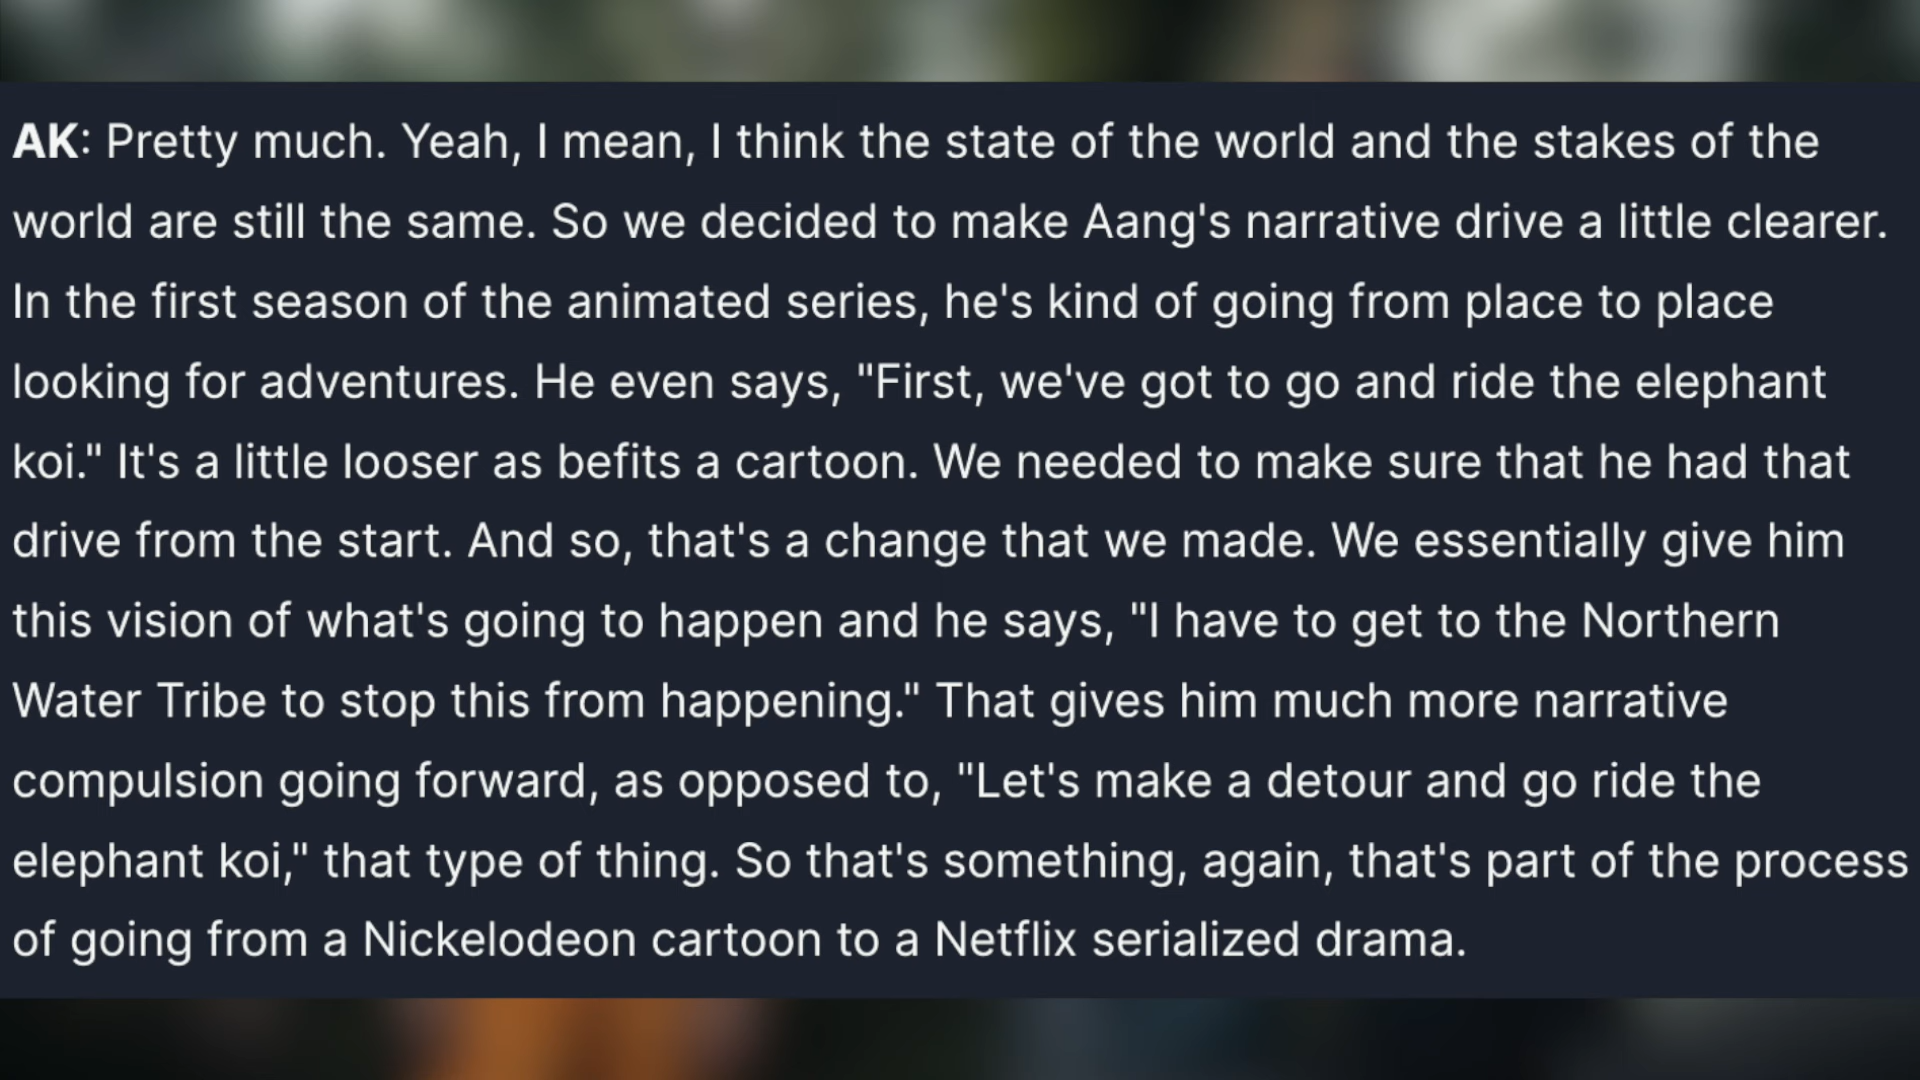 AK: Pretty much. Yeah, I mean, I think the state of the world and the stakes of the
world are still the same. So we decided to make Aang's narrative drive a little clearer.
In the first season of the animated series, he's kind of going from place to place
looking for adventures. He even says, "First, we've got to go and ride the elephant
koi." It's a little looser as befits a cartoon. We needed to make sure that he had that
drive from the start. And so, that's a change that we made. We essentially give him
this vision of what's going to happen and he says, "I have to get to the Northern
Water Tribe to stop this from happening." That gives him much more narrative
compulsion going forward, as opposed to, "Let's make a detour and go ride the
elephant koi," that type of thing. So that's something, again, that's part of the process
of going from a Nickelodeon cartoon to a Netflix serialized drama.